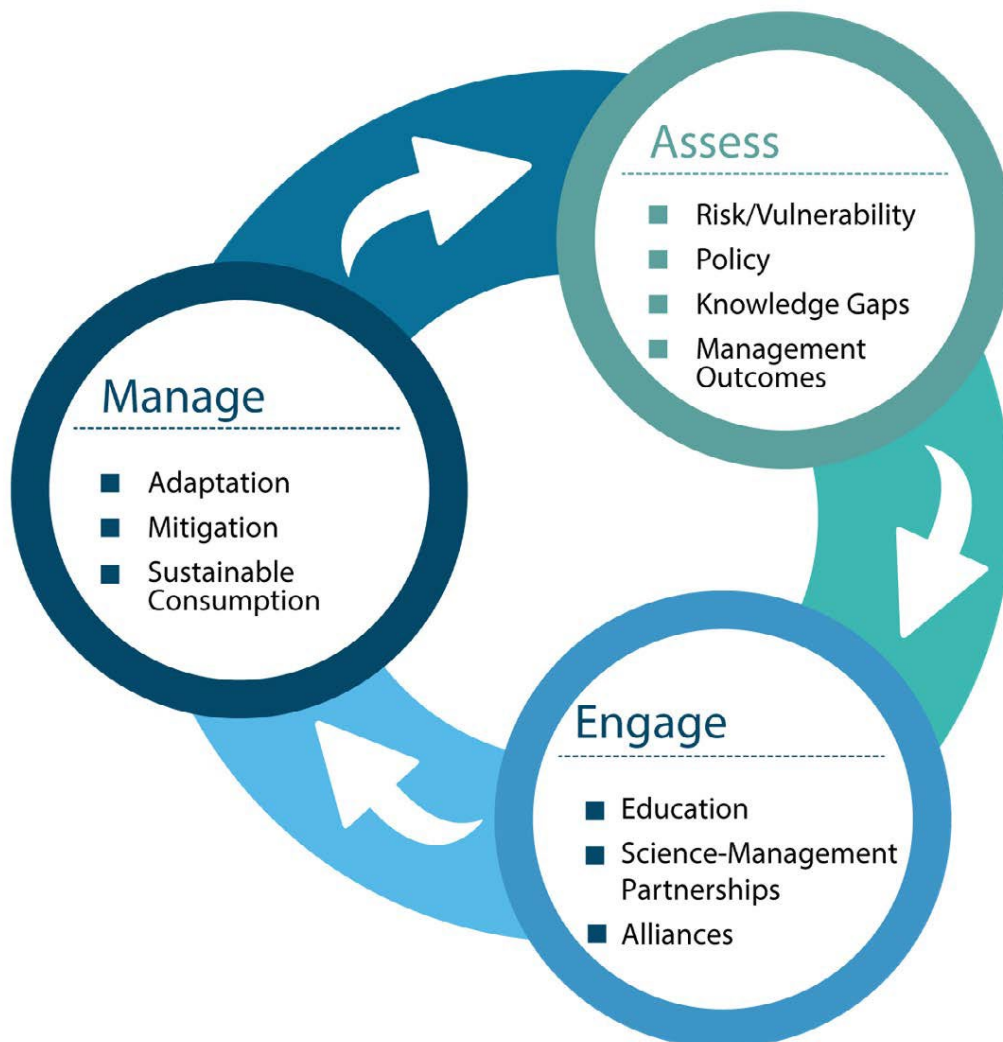 Assess
Risk/Vulnerability
Policy
Knowledge Gaps
Management
Outcomes
Manage
Adaptation
Mitigation
Sustainable
Consumption
Engage
Education
Science-Management
Partnerships
Alliances